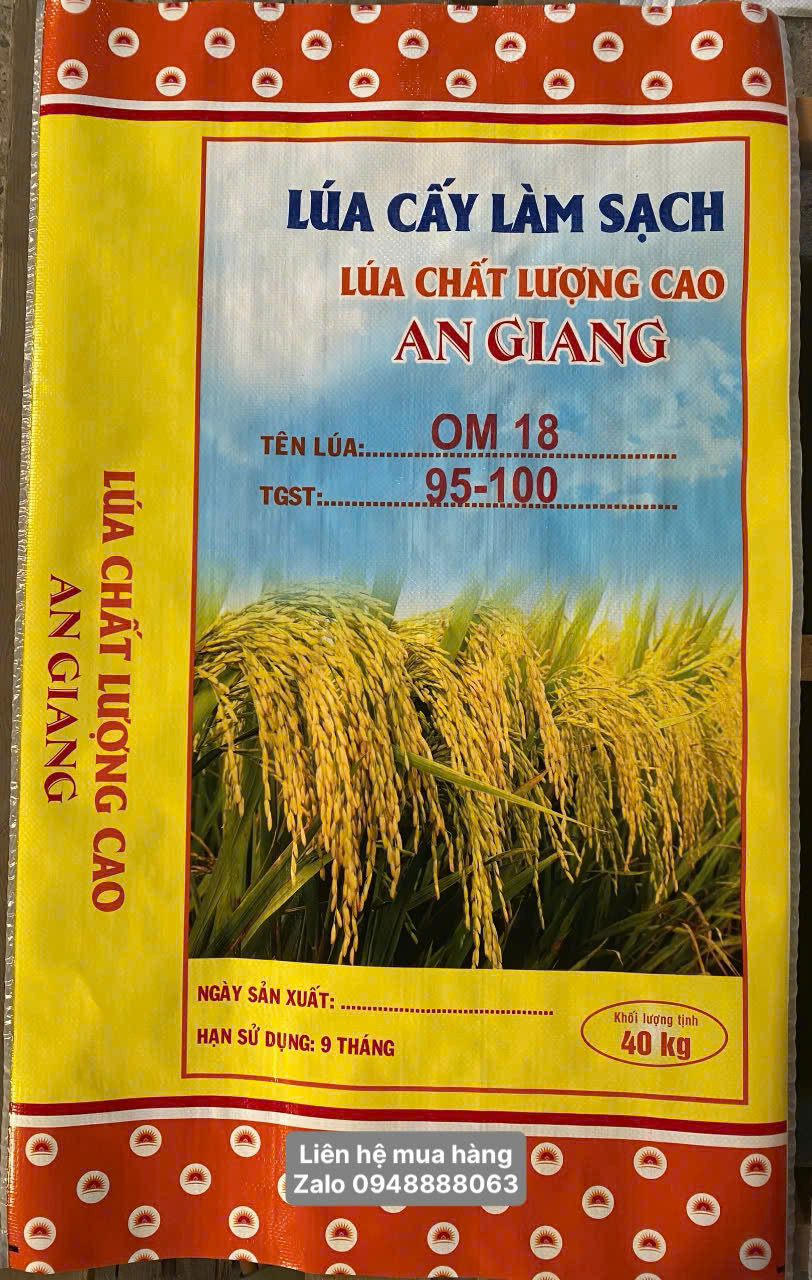 LÚA CẤY LÀM SẠCH
LÚA CHẤT LƯỢNG CAO
AN GIANG
TÊN LÚA:..................OM 18..................
TGST:..................95-100..................
LÚA CHẤT LƯỢNG CAO
AN GIANG
NGÀY SẢN XUẤT: ........................................
HẠN SỬ DỤNG: 9 THÁNG
Khối lượng tịnh
40 kg
Liên hệ mua hàng
Zalo 0948888063